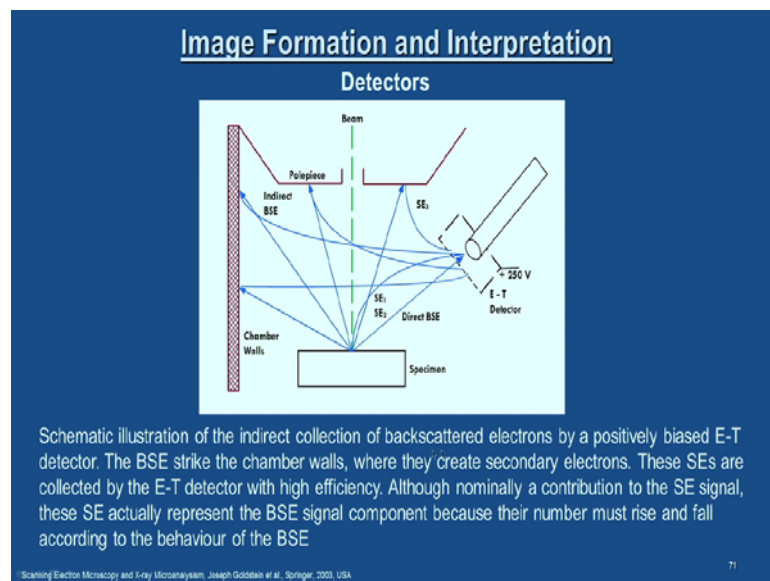 Image Formation and Interpretation
Detectors
Beam
Polepiece
Indirect
BSE
SE₃
+ 250 V
E - T
Detector
SE₁
SE₂
Direct BSE
Chamber
Walls
Specimen
Schematic illustration of the indirect collection of backscattered electrons by a positively biased E-T
detector. The BSE strike the chamber walls, where they create secondary electrons. These SEs are
collected by the E-T detector with high efficiency. Although nominally a contribution to the SE signal,
these SE actually represent the BSE signal component because their number must rise and fall
according to the behaviour of the BSE
Scanning Electron Microscopy and X-ray Microanalysism, Joseph Goldstein et al., Springer, 2003, USA
71